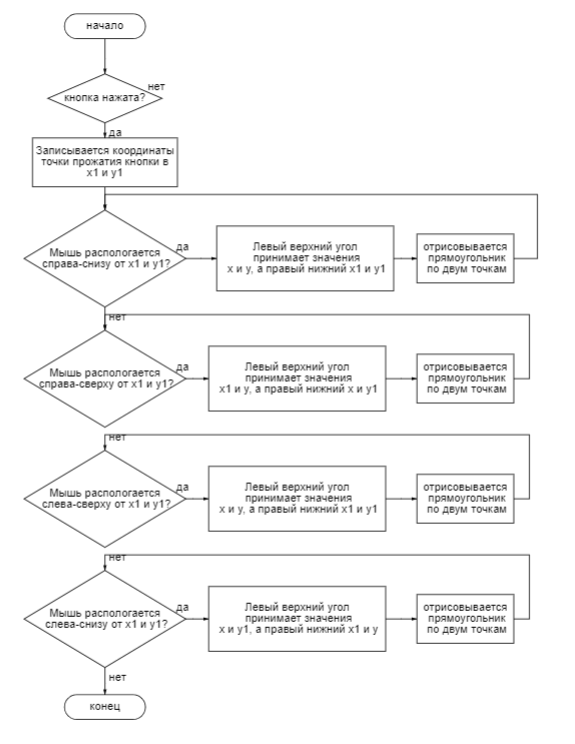 начало
нет
кнопка нажата?
да
Записывается координаты
точки прожатия кнопки в
x1 и y1
Мышь распологается
справа-снизу от x1 и y1?
да
Левый верхний угол
принимает значения
x и y, а правый нижний x1 и y1
отрисовывается
прямоугольник
по двум точкам
нет
Мышь распологается
справа-сверху от x1 и y1?
да
Левый верхний угол
принимает значения
x1 и y, а правый нижний x и y1
отрисовывается
прямоугольник
по двум точкам
нет
Мышь распологается
слева-сверху от x1 и y1?
да
Левый верхний угол
принимает значения
x и y, а правый нижний x1 и y1
отрисовывается
прямоугольник
по двум точкам
нет
Мышь распологается
слева-снизу от x1 и y1?
да
Левый верхний угол
принимает значения
x и y1, а правый нижний x1 и y
отрисовывается
прямоугольник
по двум точкам
нет
конец